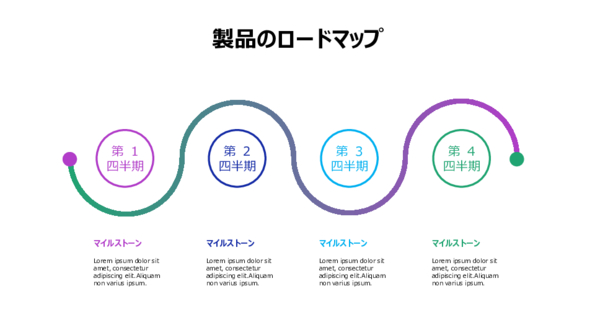 製品のロードマップ
第 1
四半期
第 2
四半期
第 3
四半期
第 4
四半期
マイルストーン
Lorem ipsum dolor sit
amet, consectetur
adipiscing elit.Aliquam
non varius ipsum.
マイルストーン
Lorem ipsum dolor sit
amet, consectetur
adipiscing elit.Aliquam
non varius ipsum.
マイルストーン
Lorem ipsum dolor sit
amet, consectetur
adipiscing elit.Aliquam
non varius ipsum.
マイルストーン
Lorem ipsum dolor sit
amet, consectetur
adipiscing elit.Aliquam
non varius ipsum.